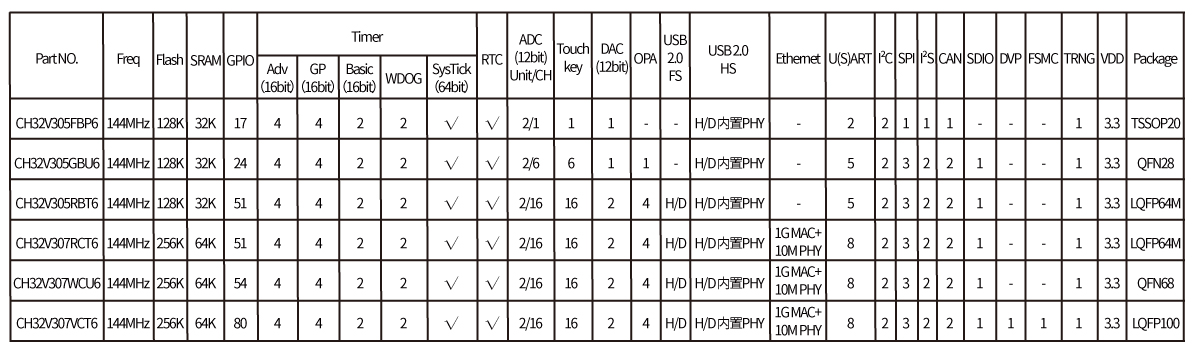 Part NO. Freq Flash SRAM GPIO Timer RTC ADC (12bit) Unit/CH Touch key DAC (12bit) OPA USB 2.0 FS USB 2.0 HS Ethernet U(S)ART I²C SPI I²S CAN SDIO DVP FSMC TRNG VDD Package
Adv (16bit) GP (16bit) Basic (16bit) WDOG SysTick (64bit)
CH32V305FBP6 144MHz 128K 32K 17 4 4 2 2 √ √ 2/1 1 1 - - H/D内置PHY - 2 2 1 1 1 - - - 1 3.3 TSSOP20
CH32V305GBU6 144MHz 128K 32K 24 4 4 2 2 √ √ 2/6 6 1 1 - H/D内置PHY - 5 2 3 2 2 1 - - 1 3.3 QFN28
CH32V305RBT6 144MHz 128K 32K 51 4 4 2 2 √ √ 2/16 16 2 4 H/D H/D内置PHY - 5 2 3 2 2 1 - - 1 3.3 LQFP64M
CH32V307RCT6 144MHz 256K 64K 51 4 4 2 2 √ √ 2/16 16 2 4 H/D H/D内置PHY 1G MAC+ 10M PHY 8 2 3 2 2 1 - - 1 3.3 LQFP64M
CH32V307WCU6 144MHz 256K 64K 54 4 4 2 2 √ √ 2/16 16 2 4 H/D H/D内置PHY 1G MAC+ 10M PHY 8 2 3 2 2 1 - - 1 3.3 QFN68
CH32V307VCT6 144MHz 256K 64K 80 4 4 2 2 √ √ 2/16 16 2 4 H/D H/D内置PHY 1G MAC+ 10M PHY 8 2 3 2 2 1 1 1 1 3.3 LQFP100